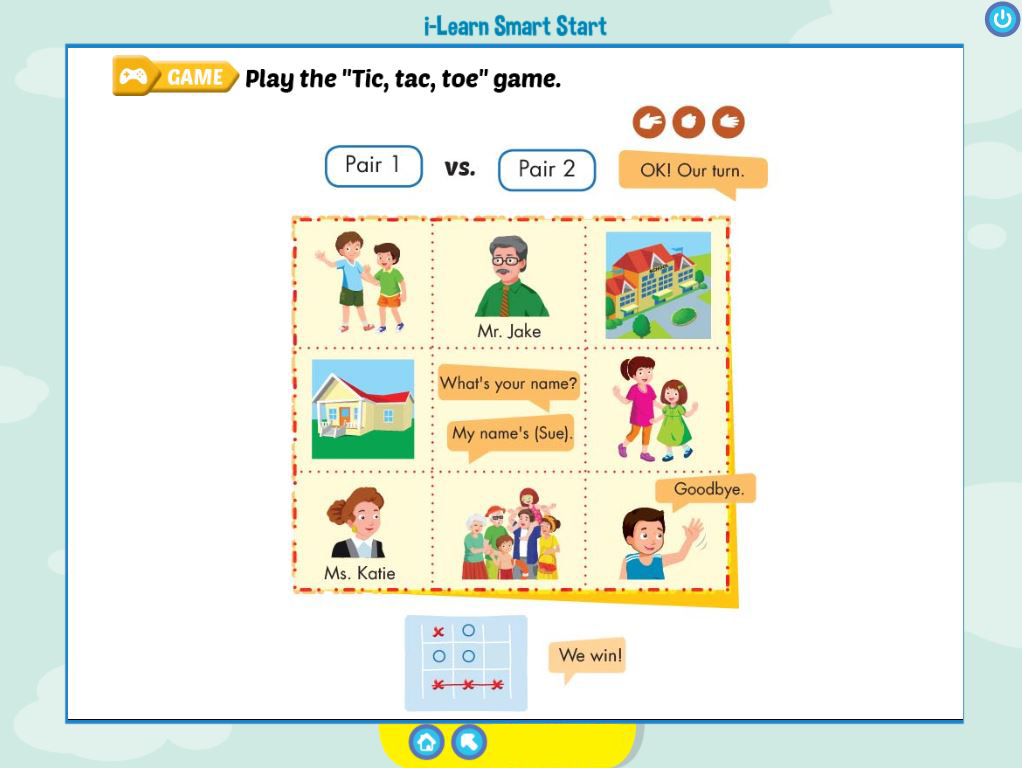 i-Learn Smart Start
GAME Play the "Tic, tac, toe" game.
Pair 1 vs. Pair 2
OK! Our turn.
SCHOOL
Mr. Jake
What's your name?
My name's (Sue).
Goodbye.
Ms. Katie
We win!